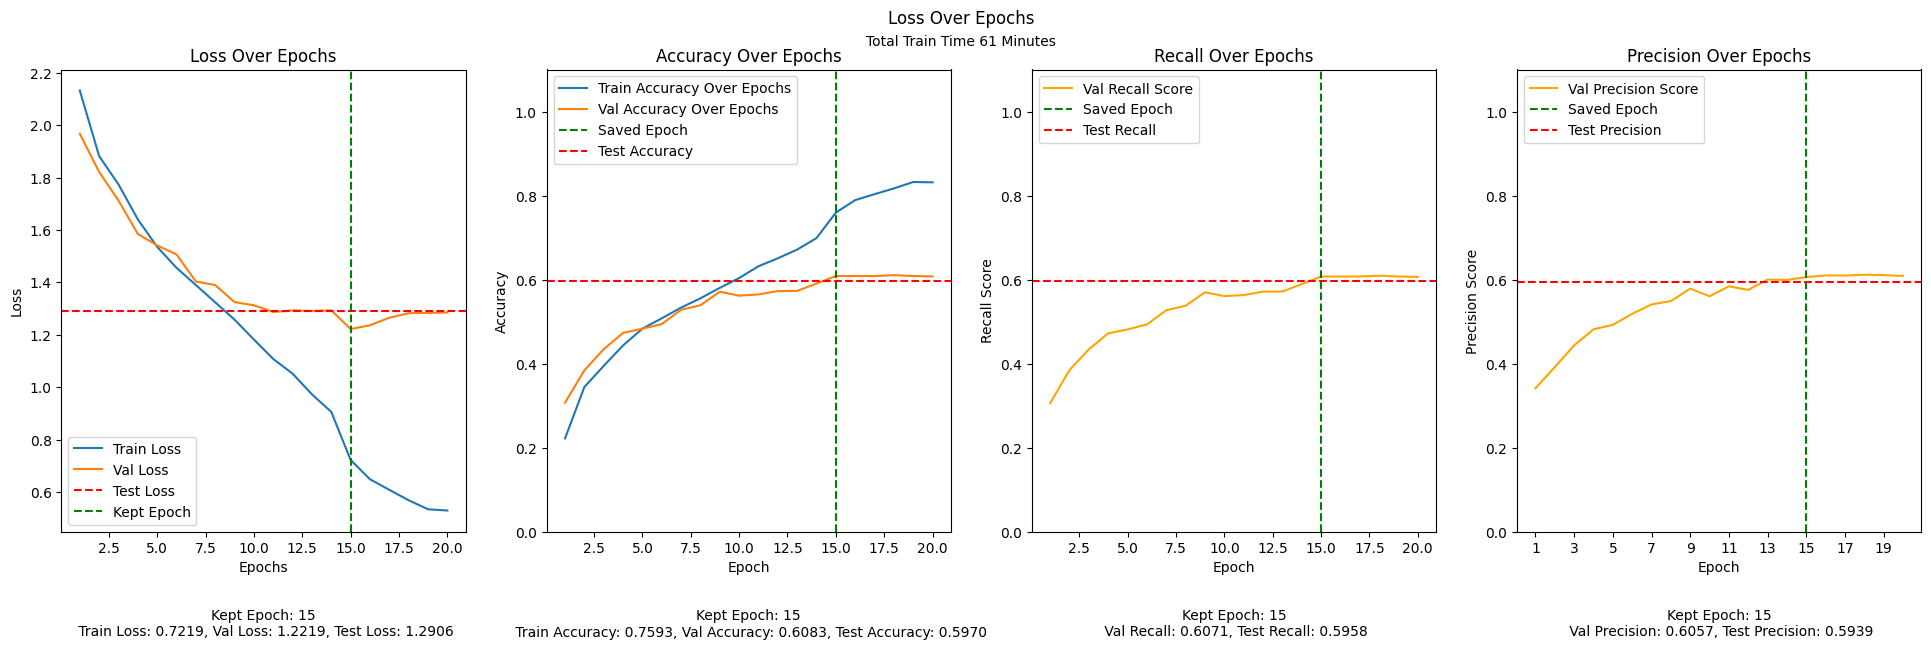 Loss Over Epochs
Total Train Time 61 Minutes
Loss Over Epochs
2.2
2.0
1.8
1.6
1.4
1.2
1.0
0.8
0.6
Loss
Train Loss
Val Loss
Test Loss
Kept Epoch
2.5 5.0 7.5 10.0 12.5 15.0 17.5 20.0
Epochs
Kept Epoch: 15
Train Loss: 0.7219, Val Loss: 1.2219, Test Loss: 1.2906
Accuracy Over Epochs
Train Accuracy Over Epochs
Val Accuracy Over Epochs
Saved Epoch
Test Accuracy
1.0
0.8
0.6
0.4
0.2
0.0
Accuracy
2.5 5.0 7.5 10.0 12.5 15.0 17.5 20.0
Epoch
Kept Epoch: 15
Train Accuracy: 0.7593, Val Accuracy: 0.6083, Test Accuracy: 0.5970
Recall Over Epochs
Val Recall Score
Saved Epoch
Test Recall
1.0
0.8
0.6
0.4
0.2
0.0
Recall Score
2.5 5.0 7.5 10.0 12.5 15.0 17.5 20.0
Epoch
Kept Epoch: 15
Val Recall: 0.6071, Test Recall: 0.5958
Precision Over Epochs
Val Precision Score
Saved Epoch
Test Precision
1.0
0.8
0.6
0.4
0.2
0.0
Precision Score
1 3 5 7 9 11 13 15 17 19
Epoch
Kept Epoch: 15
Val Precision: 0.6057, Test Precision: 0.5939